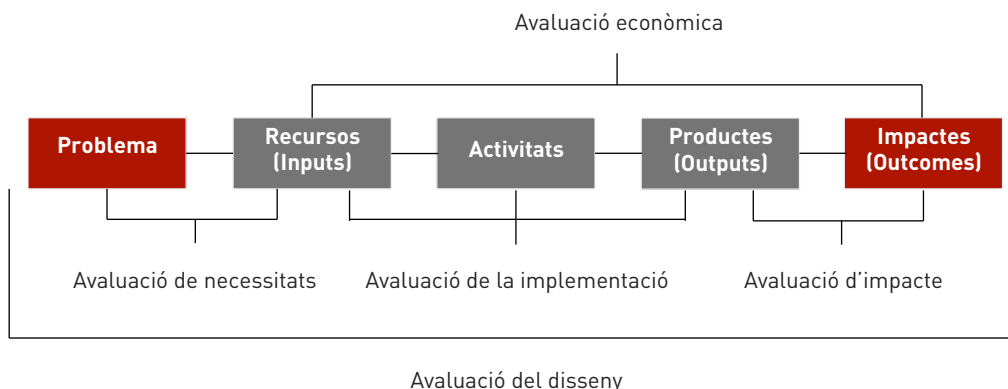 Avaluació econòmica
Problema
Recursos
(Inputs)
Activitats
Productes
(Outputs)
Impactes
(Outcomes)
Avaluació de necessitats
Avaluació de la implementació
Avaluació d’impacte
Avaluació del disseny